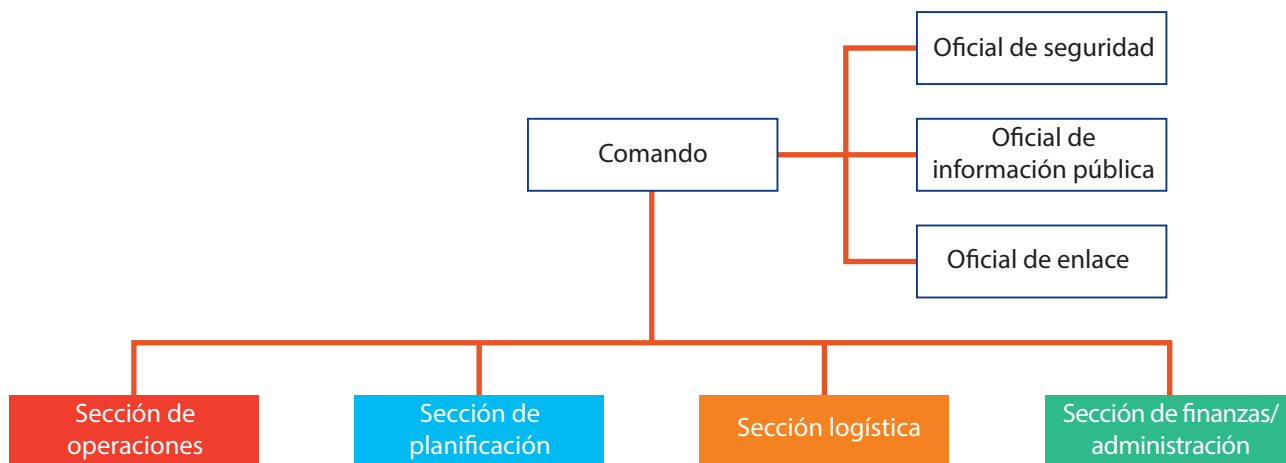 Oficial de seguridad
Comando
Oficial de
información pública
Oficial de enlace
Sección de
operaciones
Sección de
planificación
Sección logística
Sección de finanzas/
administración